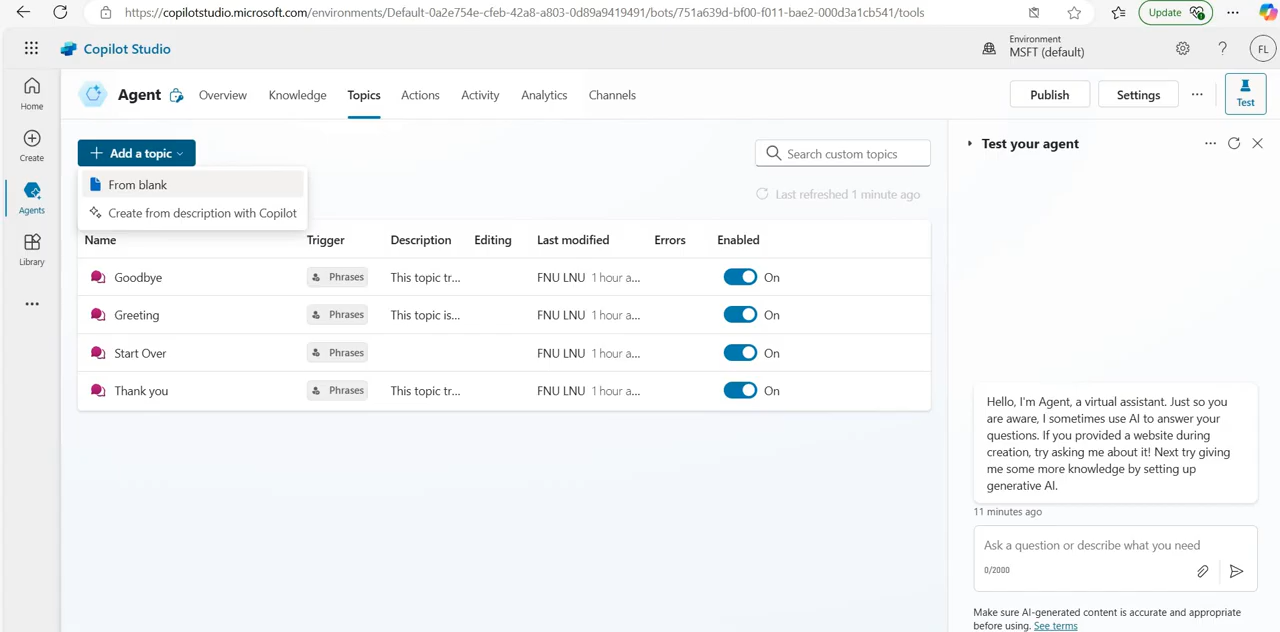 https://copilotstudio.microsoft.com/environments/Default-0a2e754e-cfeb-42a8-a803-0d89a9419491/bots/751a639d-bf00-f011-bae2-000d3a1cb541/tools
Update
Copilot Studio
Environment
MSFT (default)
FL
Home
Create
Agents
Library
Agent
Overview
Knowledge
Topics
Actions
Activity
Analytics
Channels
Publish
Settings
Test
Add a topic
From blank
Create from description with Copilot
Search custom topics
Last refreshed 1 minute ago
Name Trigger Description Editing Last modified Errors Enabled
Goodbye Phrases This topic tr... FNU LNU 1 hour a... On
Greeting Phrases This topic is... FNU LNU 1 hour a... On
Start Over Phrases FNU LNU 1 hour a... On
Thank you Phrases This topic tr... FNU LNU 1 hour a... On
Test your agent
Hello, I'm Agent, a virtual assistant. Just so you
are aware, I sometimes use AI to answer your
questions. If you provided a website during
creation, try asking me about it! Next try giving
me some more knowledge by setting up
generative AI.
11 minutes ago
Ask a question or describe what you need
0/2000
Make sure AI-generated content is accurate and appropriate
before using. See terms